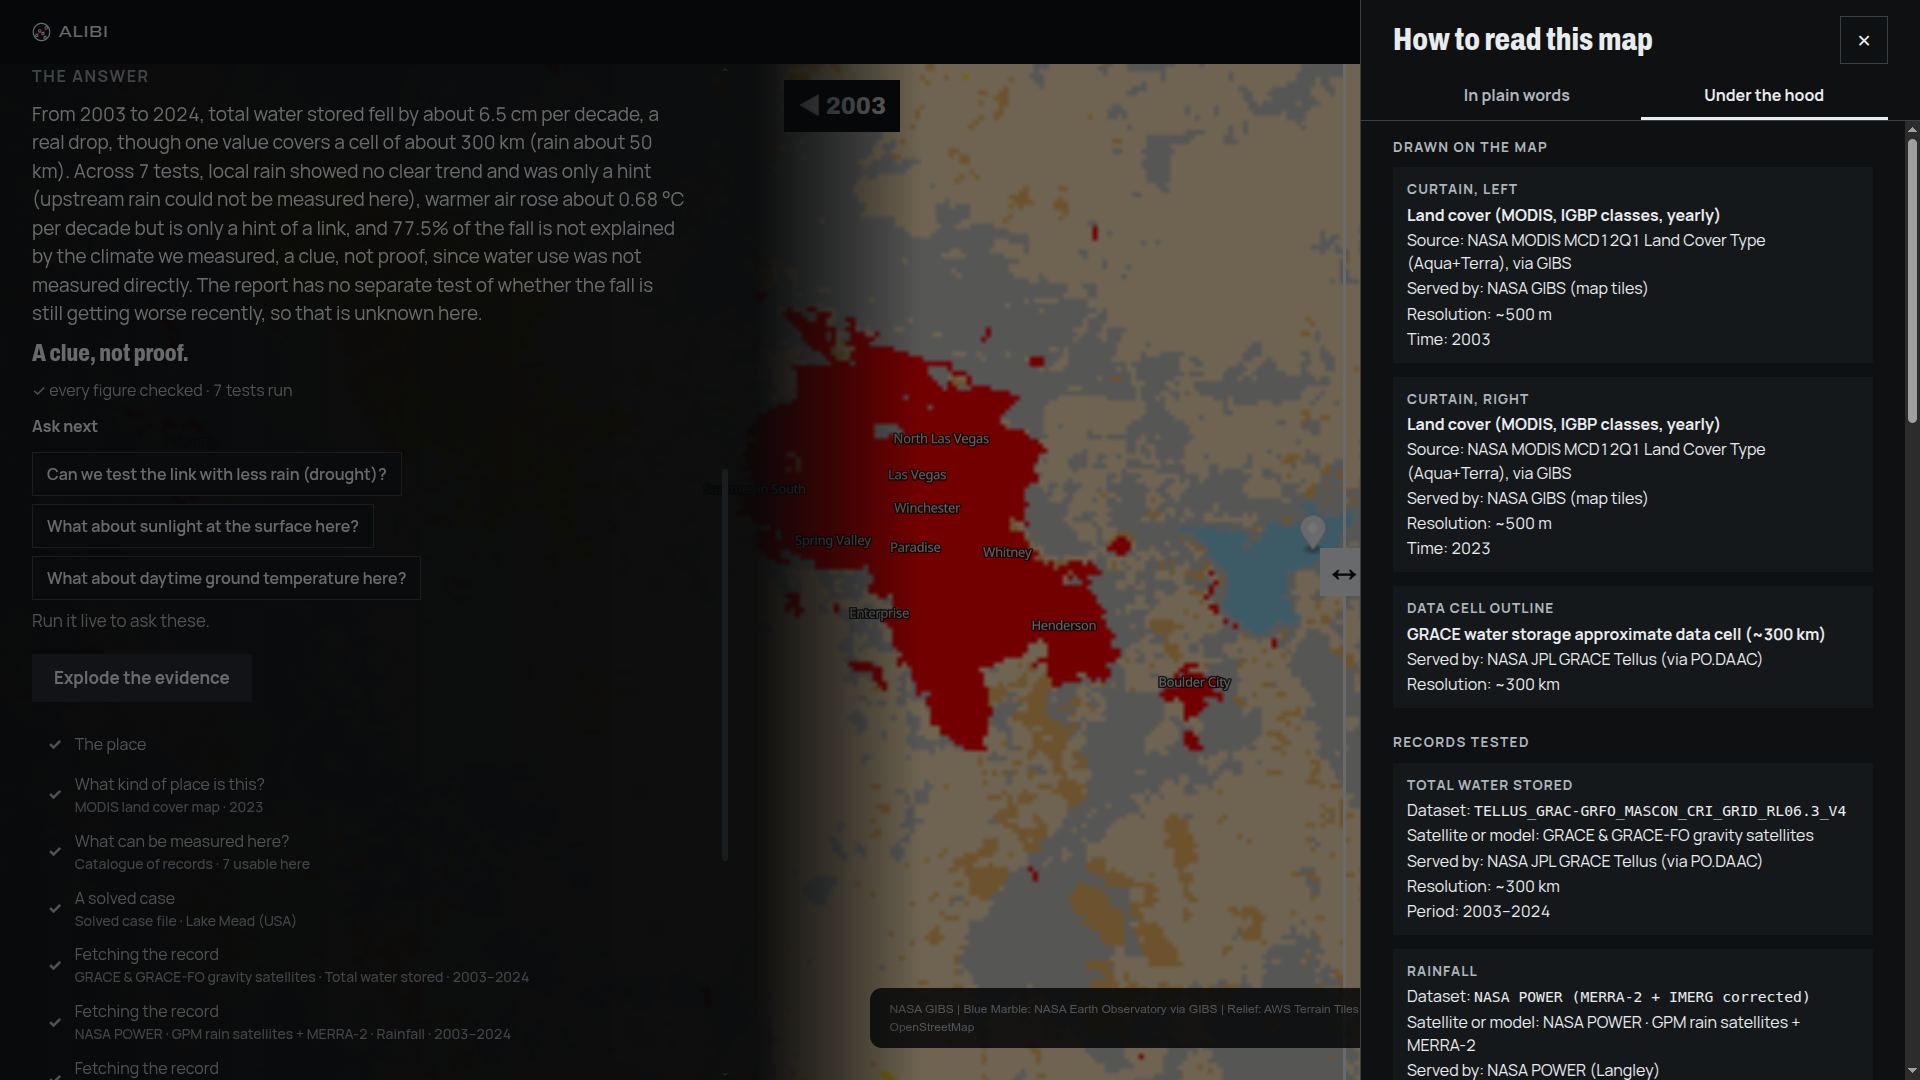 ALIBI
THE ANSWER
From 2003 to 2024, total water stored fell by about 6.5 cm per decade, a
real drop, though one value covers a cell of about 300 km (rain about 50
km). Across 7 tests, local rain showed no clear trend and was only a hint
(upstream rain could not be measured here), warmer air rose about 0.68 °C
per decade but is only a hint of a link, and 77.5% of the fall is not explained
by the climate we measured, a clue, not proof, since water use was not
measured directly. The report has no separate test of whether the fall is
still getting worse recently, so that is unknown here.
A clue, not proof.
✓ every figure checked · 7 tests run
Ask next
Can we test the link with less rain (drought)?
What about sunlight at the surface here?
What about daytime ground temperature here?
Run it live to ask these.
Explode the evidence
The place
What kind of place is this?
MODIS land cover map · 2023
What can be measured here?
Catalogue of records · 7 usable here
A solved case
Solved case file · Lake Mead (USA)
Fetching the record
GRACE & GRACE-FO gravity satellites · Total water stored · 2003–2024
Fetching the record
NASA POWER · GPM rain satellites + MERRA-2 · Rainfall · 2003–2024
Fetching the record
◀ 2003
North Las Vegas
Las Vegas
South
Winchester
Spring Valley
Paradise
Whitney
Enterprise
Henderson
Boulder City
NASA GIBS | Blue Marble: NASA Earth Observatory via GIBS | Relief: AWS Terrain Tiles
OpenStreetMap
How to read this map
✕
In plain words
Under the hood
DRAWN ON THE MAP
CURTAIN, LEFT
Land cover (MODIS, IGBP classes, yearly)
Source: NASA MODIS MCD12Q1 Land Cover Type
(Aqua+Terra), via GIBS
Served by: NASA GIBS (map tiles)
Resolution: ~500 m
Time: 2003
CURTAIN, RIGHT
Land cover (MODIS, IGBP classes, yearly)
Source: NASA MODIS MCD12Q1 Land Cover Type
(Aqua+Terra), via GIBS
Served by: NASA GIBS (map tiles)
Resolution: ~500 m
Time: 2023
DATA CELL OUTLINE
GRACE water storage approximate data cell (~300 km)
Served by: NASA JPL GRACE Tellus (via PO.DAAC)
Resolution: ~300 km
RECORDS TESTED
TOTAL WATER STORED
Dataset: TELLUS_GRAC-GRFO_MASCON_CRI_GRID_RL06.3_V4
Satellite or model: GRACE & GRACE-FO gravity satellites
Served by: NASA JPL GRACE Tellus (via PO.DAAC)
Resolution: ~300 km
Period: 2003–2024
RAINFALL
Dataset: NASA POWER (MERRA-2 + IMERG corrected)
Satellite or model: NASA POWER · GPM rain satellites +
MERRA-2
Served by: NASA POWER (Langley)